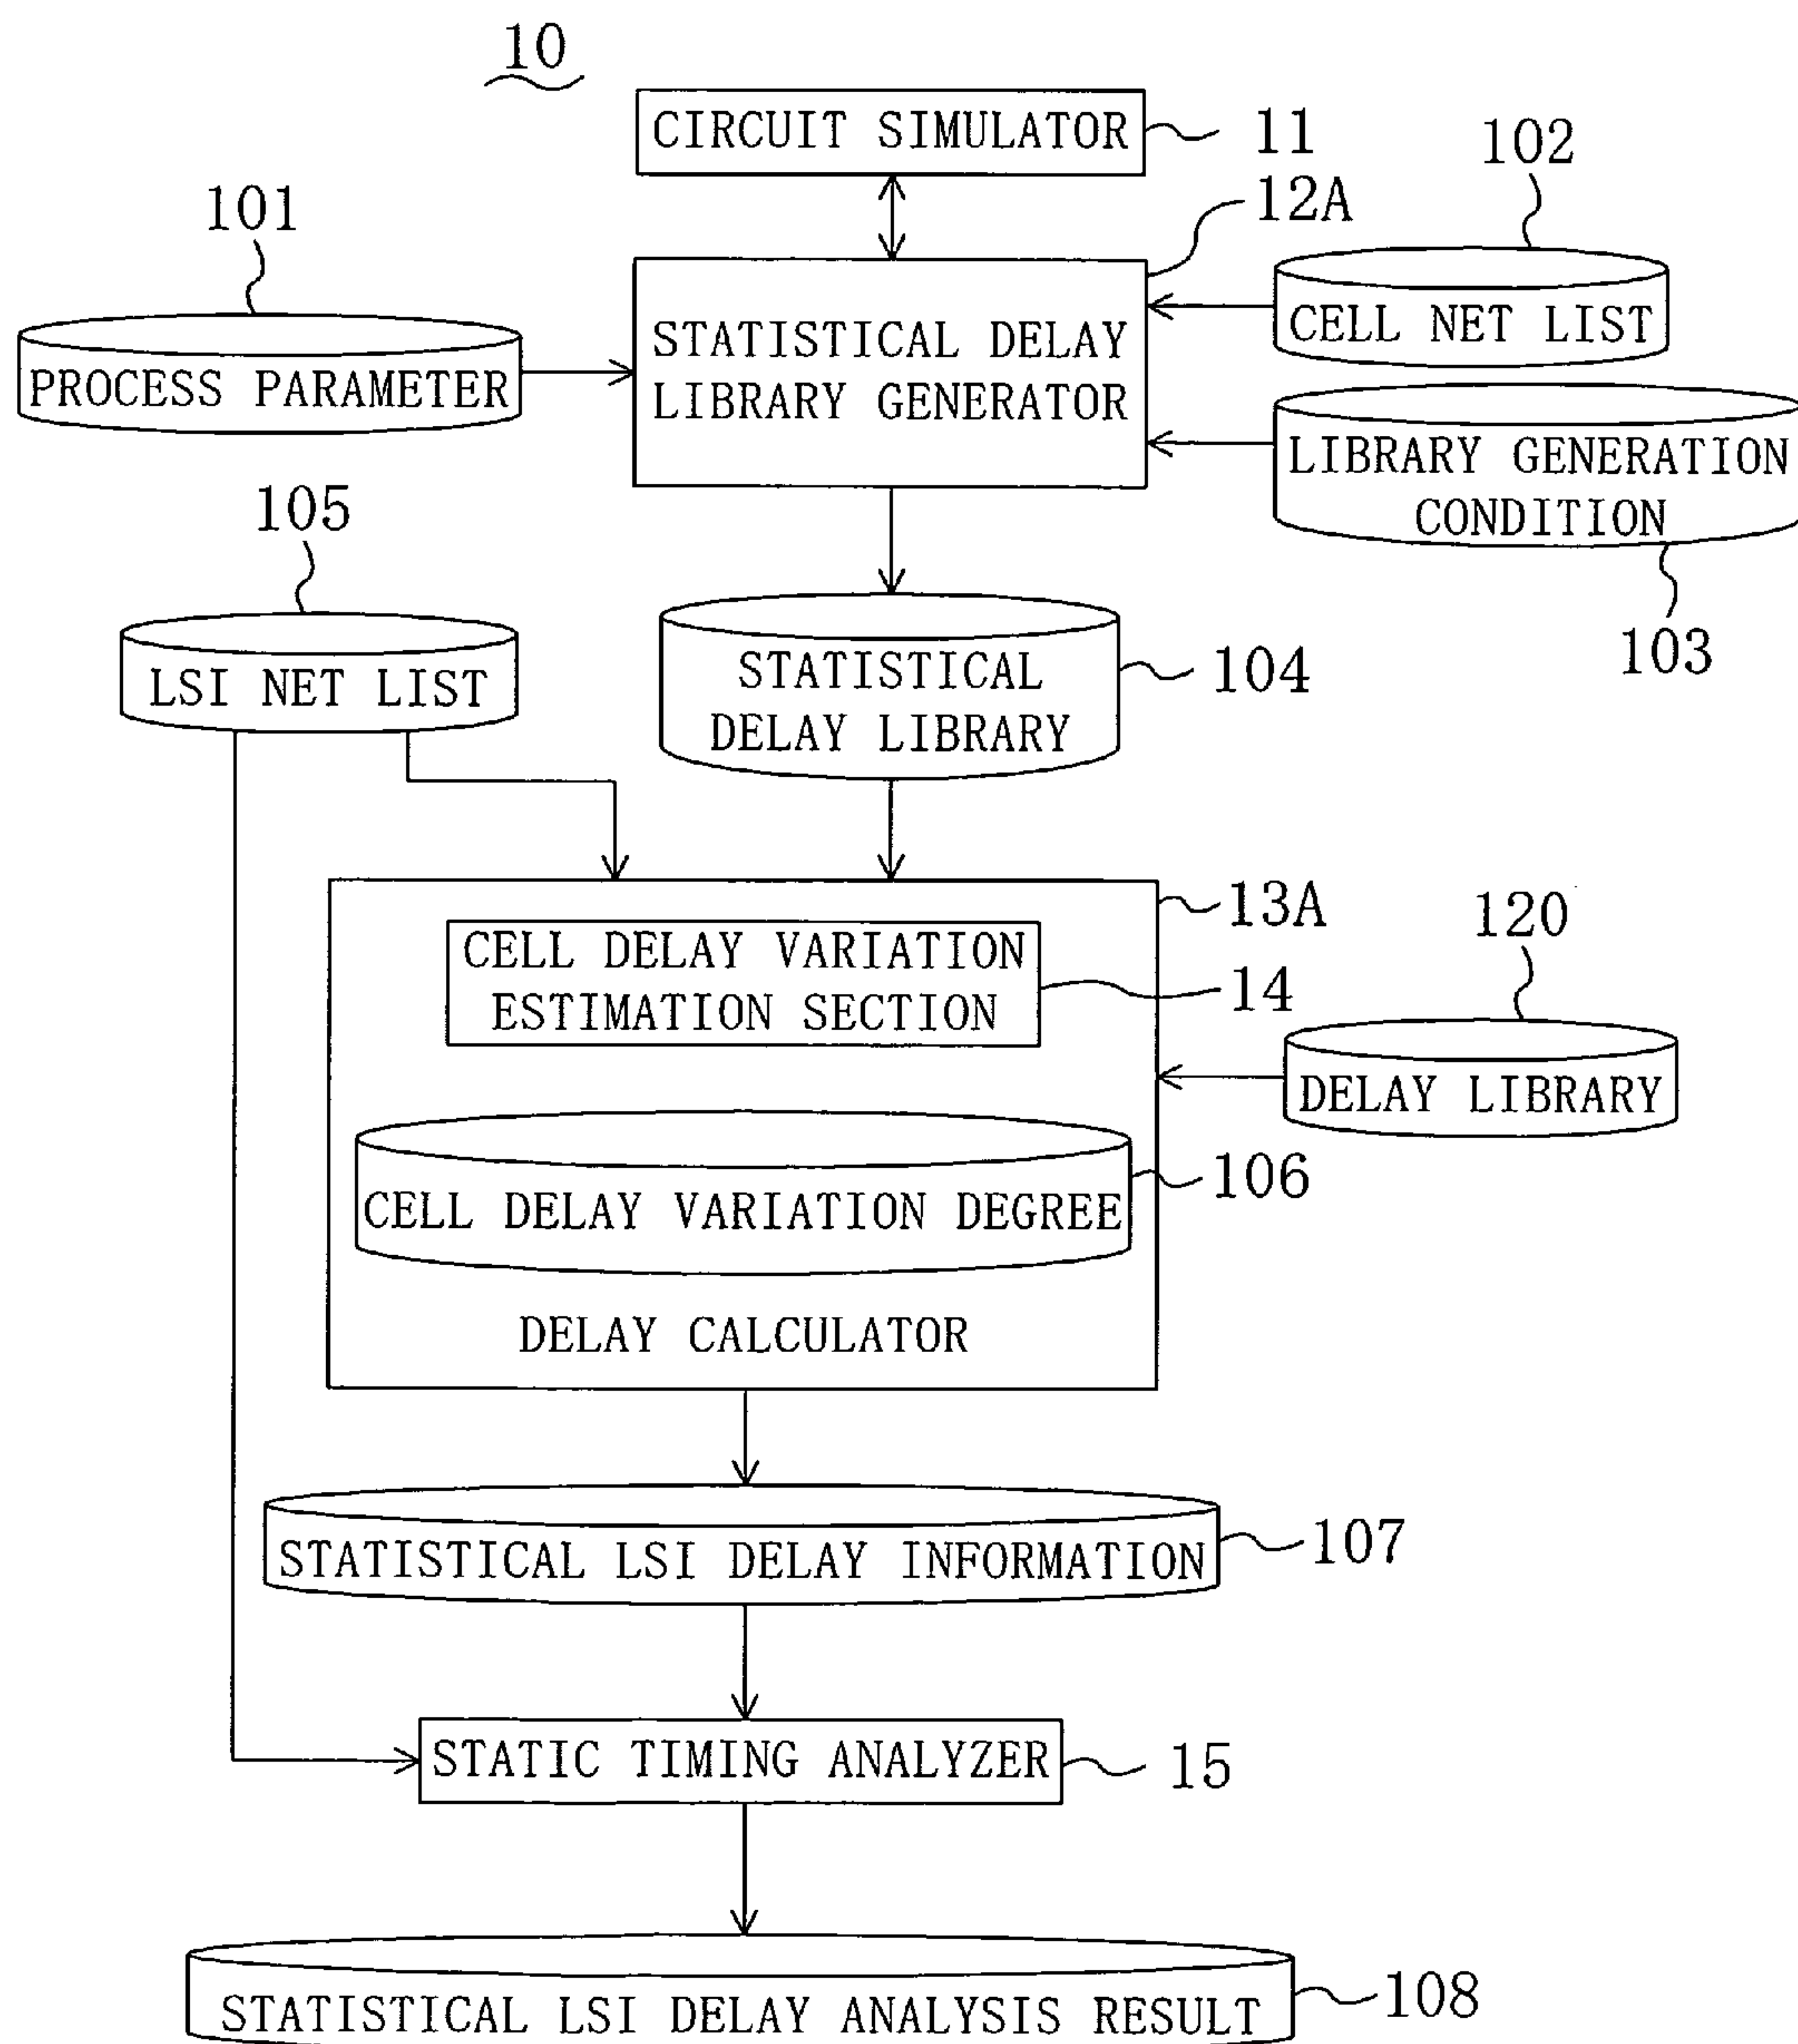 10
CIRCUIT SIMULATOR
11
102
101
12A
CELL NET LIST
STATISTICAL DELAY
LIBRARY GENERATOR
PROCESS PARAMETER
LIBRARY GENERATION
CONDITION
105
103
LSI NET LIST
STATISTICAL
DELAY LIBRARY
104
13A
120
CELL DELAY VARIATION
ESTIMATION SECTION
14
DELAY LIBRARY
106
CELL DELAY VARIATION DEGREE
DELAY CALCULATOR
STATISTICAL LSI DELAY INFORMATION
107
STATIC TIMING ANALYZER
15
STATISTICAL LSI DELAY ANALYSIS RESULT
108